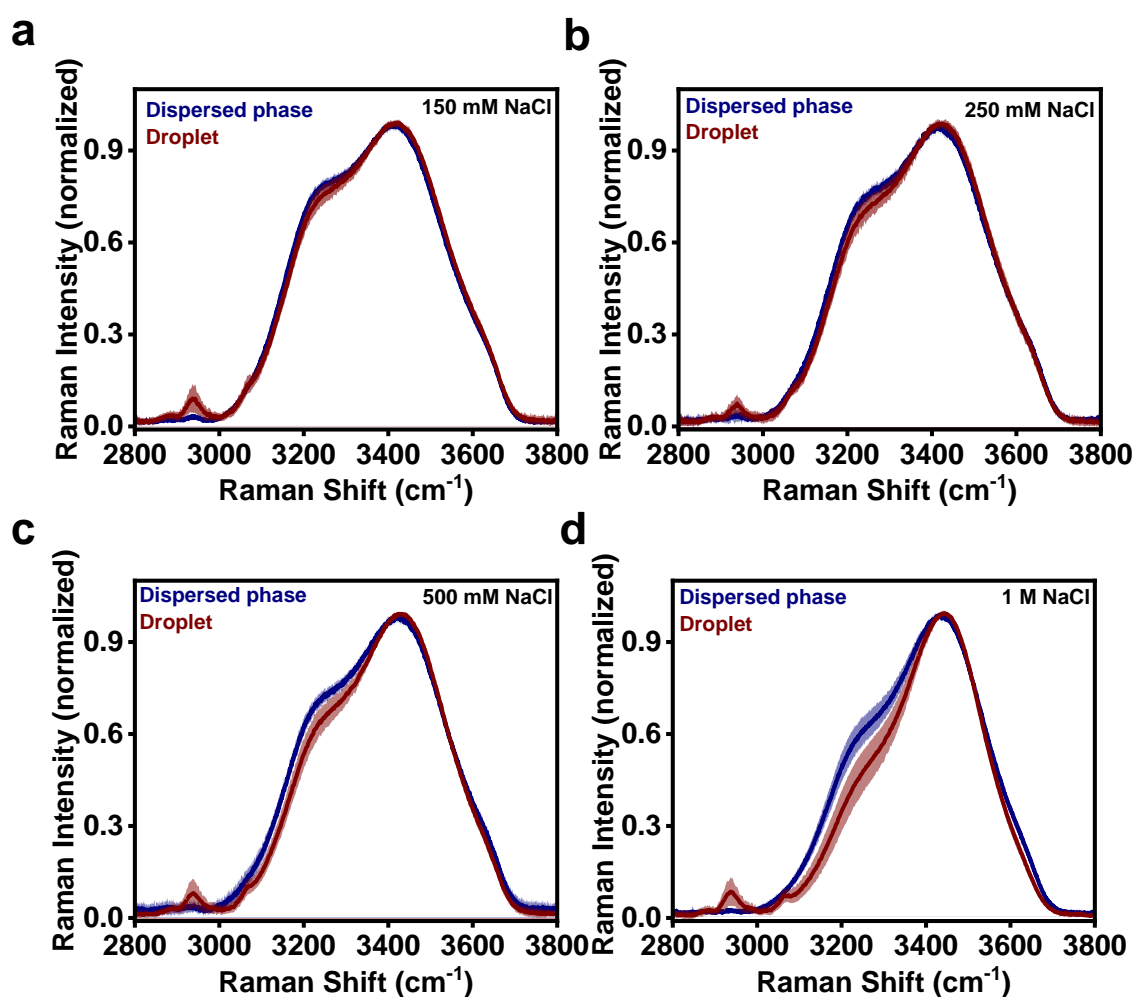 a
Dispersed phase
Droplet
150 mM NaCl
Raman Intensity (normalized)
0.9
0.6
0.3
0.0
2800 3000 3200 3400 3600 3800
Raman Shift (cm⁻¹)
b
Dispersed phase
Droplet
250 mM NaCl
Raman Intensity (normalized)
0.9
0.6
0.3
0.0
2800 3000 3200 3400 3600 3800
Raman Shift (cm⁻¹)
c
Dispersed phase
Droplet
500 mM NaCl
Raman Intensity (normalized)
0.9
0.6
0.3
0.0
2800 3000 3200 3400 3600 3800
Raman Shift (cm⁻¹)
d
Dispersed phase
Droplet
1 M NaCl
Raman Intensity (normalized)
0.9
0.6
0.3
0.0
2800 3000 3200 3400 3600 3800
Raman Shift (cm⁻¹)